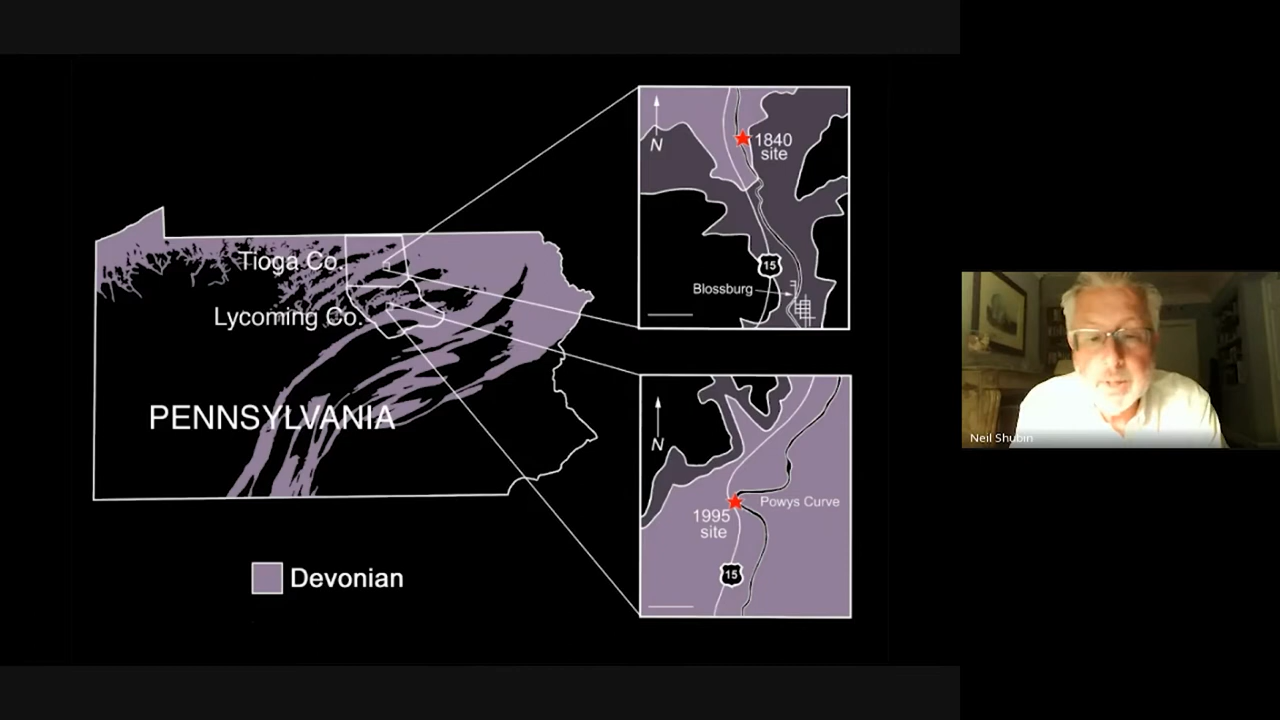 Tioga Co.
Lycoming Co.
PENNSYLVANIA
Devonian
N
1840
site
15
Blossburg
N
Powys Curve
1995
site
15
Neil Shubin